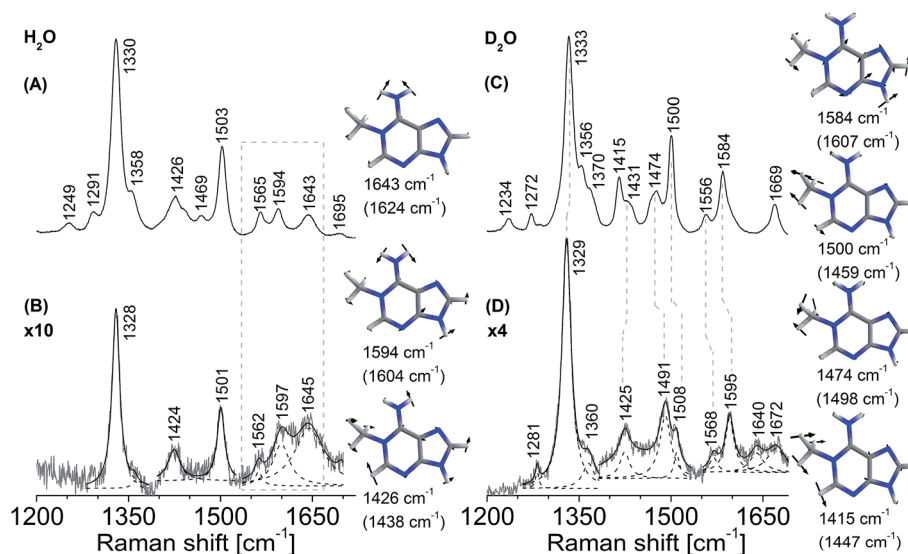 H2O
(A)
1249
1291
1330
1358
1426
1469
1503
1565
1594
1643
1695
1643 cm-1
(1624 cm-1)
(B)
x10
1328
1424
1501
1562
1597
1645
1594 cm-1
(1604 cm-1)
1426 cm-1
(1438 cm-1)
1200
1350
1500
1650
Raman shift [cm-1]
D2O
(C)
1234
1272
1333
1356
1370
1415
1431
1474
1500
1556
1584
1669
1584 cm-1
(1607 cm-1)
1500 cm-1
(1459 cm-1)
(D)
x4
1281
1329
1360
1425
1491
1508
1568
1595
1640
1672
1474 cm-1
(1498 cm-1)
1415 cm-1
(1447 cm-1)
1200
1350
1500
1650
Raman shift [cm-1]